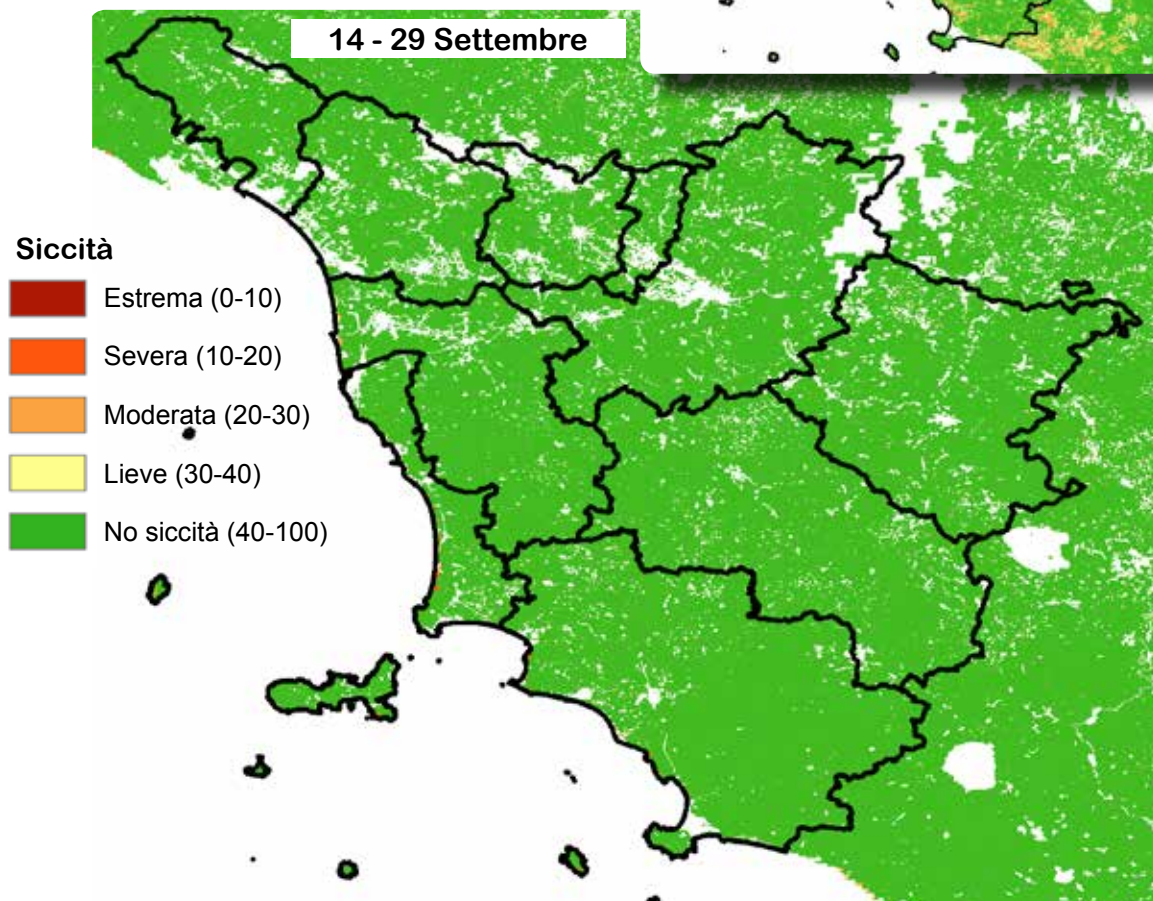 14 - 29 Settembre
Siccità
Estrema (0-10)
Severa (10-20)
Moderata (20-30)
Lieve (30-40)
No siccità (40-100)